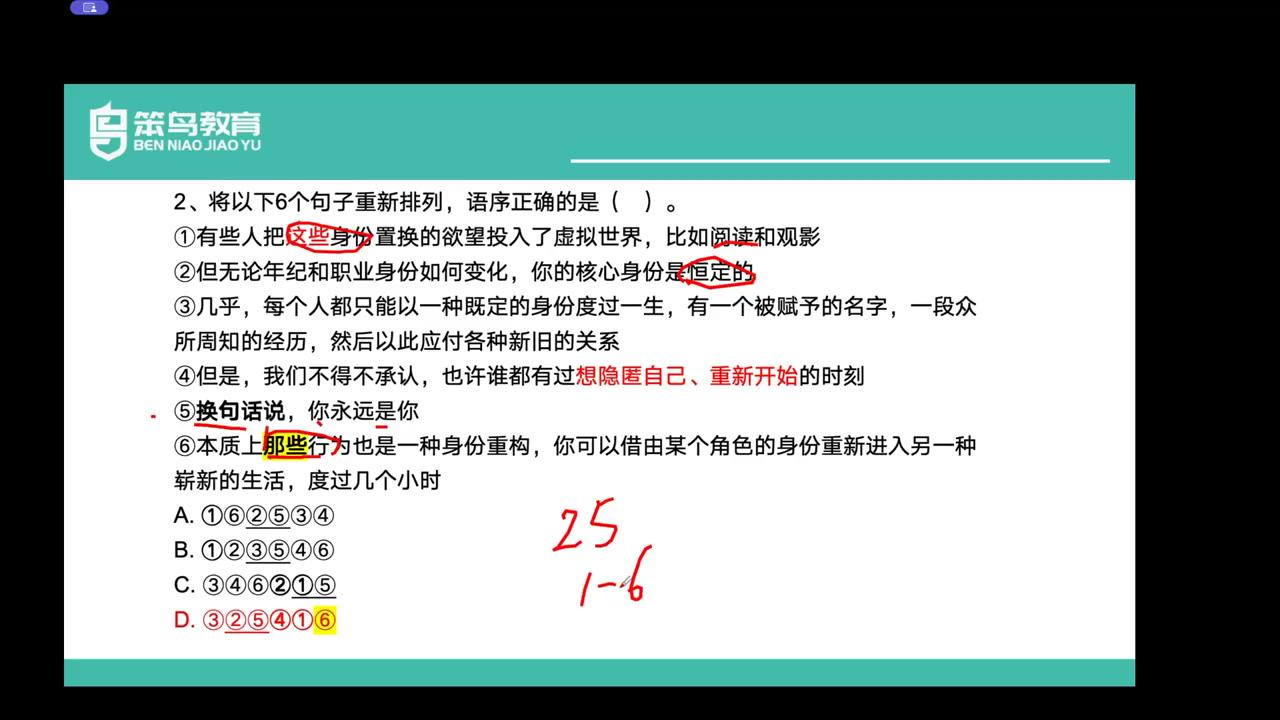 笨鸟教育
BEN NIAO JIAO YU
2、将以下6个句子重新排列，语序正确的是（ ）。
①有些人把这些身份置换的欲望投入了虚拟世界，比如阅读和观影
②但无论年纪和职业身份如何变化，你的核心身份是恒定的
③几乎，每个人都只能以一种既定的身份度过一生，有一个被赋予的名字，一段众
所周知的经历，然后以此应付各种新旧的关系
④但是，我们不得不承认，也许谁都有过想隐匿自己、重新开始的时刻
⑤换句话说，你永远是你
⑥本质上那些行为也是一种身份重构，你可以借由某个角色的身份重新进入另一种
崭新的生活，度过几个小时
A. ①⑥②⑤③④
B. ①②③⑤④⑥
C. ③④⑥②①⑤
D. ③②⑤④①⑥
25
1-6